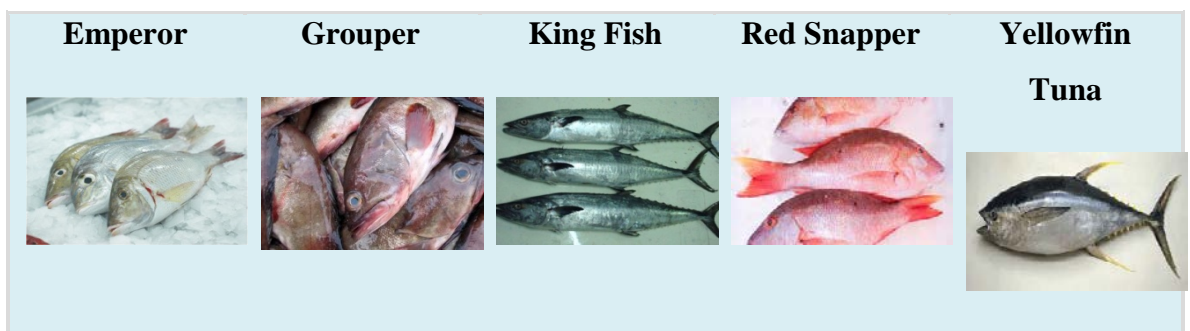 Emperor
Grouper
King Fish
Red Snapper
Yellowfin
Tuna